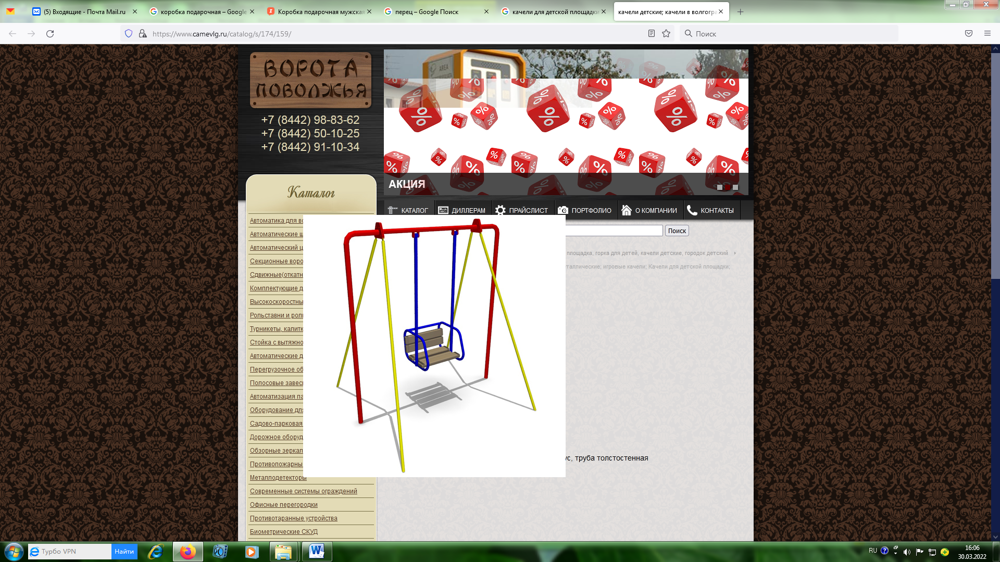 (5) Входящие - Почта Mail.ru
коробка подарочная – Google
Коробка подарочная мужская
перец – Google Поиск
качели для детской площадки
качели детские; качели в волгогра
https://www.camevlg.ru/catalog/s/174/159/
Поиск
ВОРОТА
ПОВОЛЖЬЯ
+7 (8442) 98-83-62
+7 (8442) 50-10-25
+7 (8442) 91-10-34
AREA
АКЦИЯ
Каталог
КАТАЛОГ
ДИЛЛЕРАМ
ПРАЙСЛИСТ
ПОРТФОЛИО
О КОМПАНИИ
КОНТАКТЫ
Поиск
площадка, горка для детей, качели детские, городок детский
таллические; игровые качели; Качели для детской площадки;
Автоматика для во
Автоматические ш
Автоматический ц
Секционные воро
Сдвижные(откатн
Комплектующие д
Высокоскоростны
Рольставни и рол
Турникеты, калитк
Стойка с вытяжно
Автоматические д
Перегрузочное об
Полосовые завес
Автоматизация па
Оборудование для
Садово-парковая
Дорожное оборуд
Обзорные зеркал
Противопожарны
Металлодетекторы
Современные системы ограждений
Офисные перегородки
Противотаранные устройства
Биометрические СКУД
ус, труба толстостенная
Турбо VPN
Найти
RU
16:06
30.03.2022